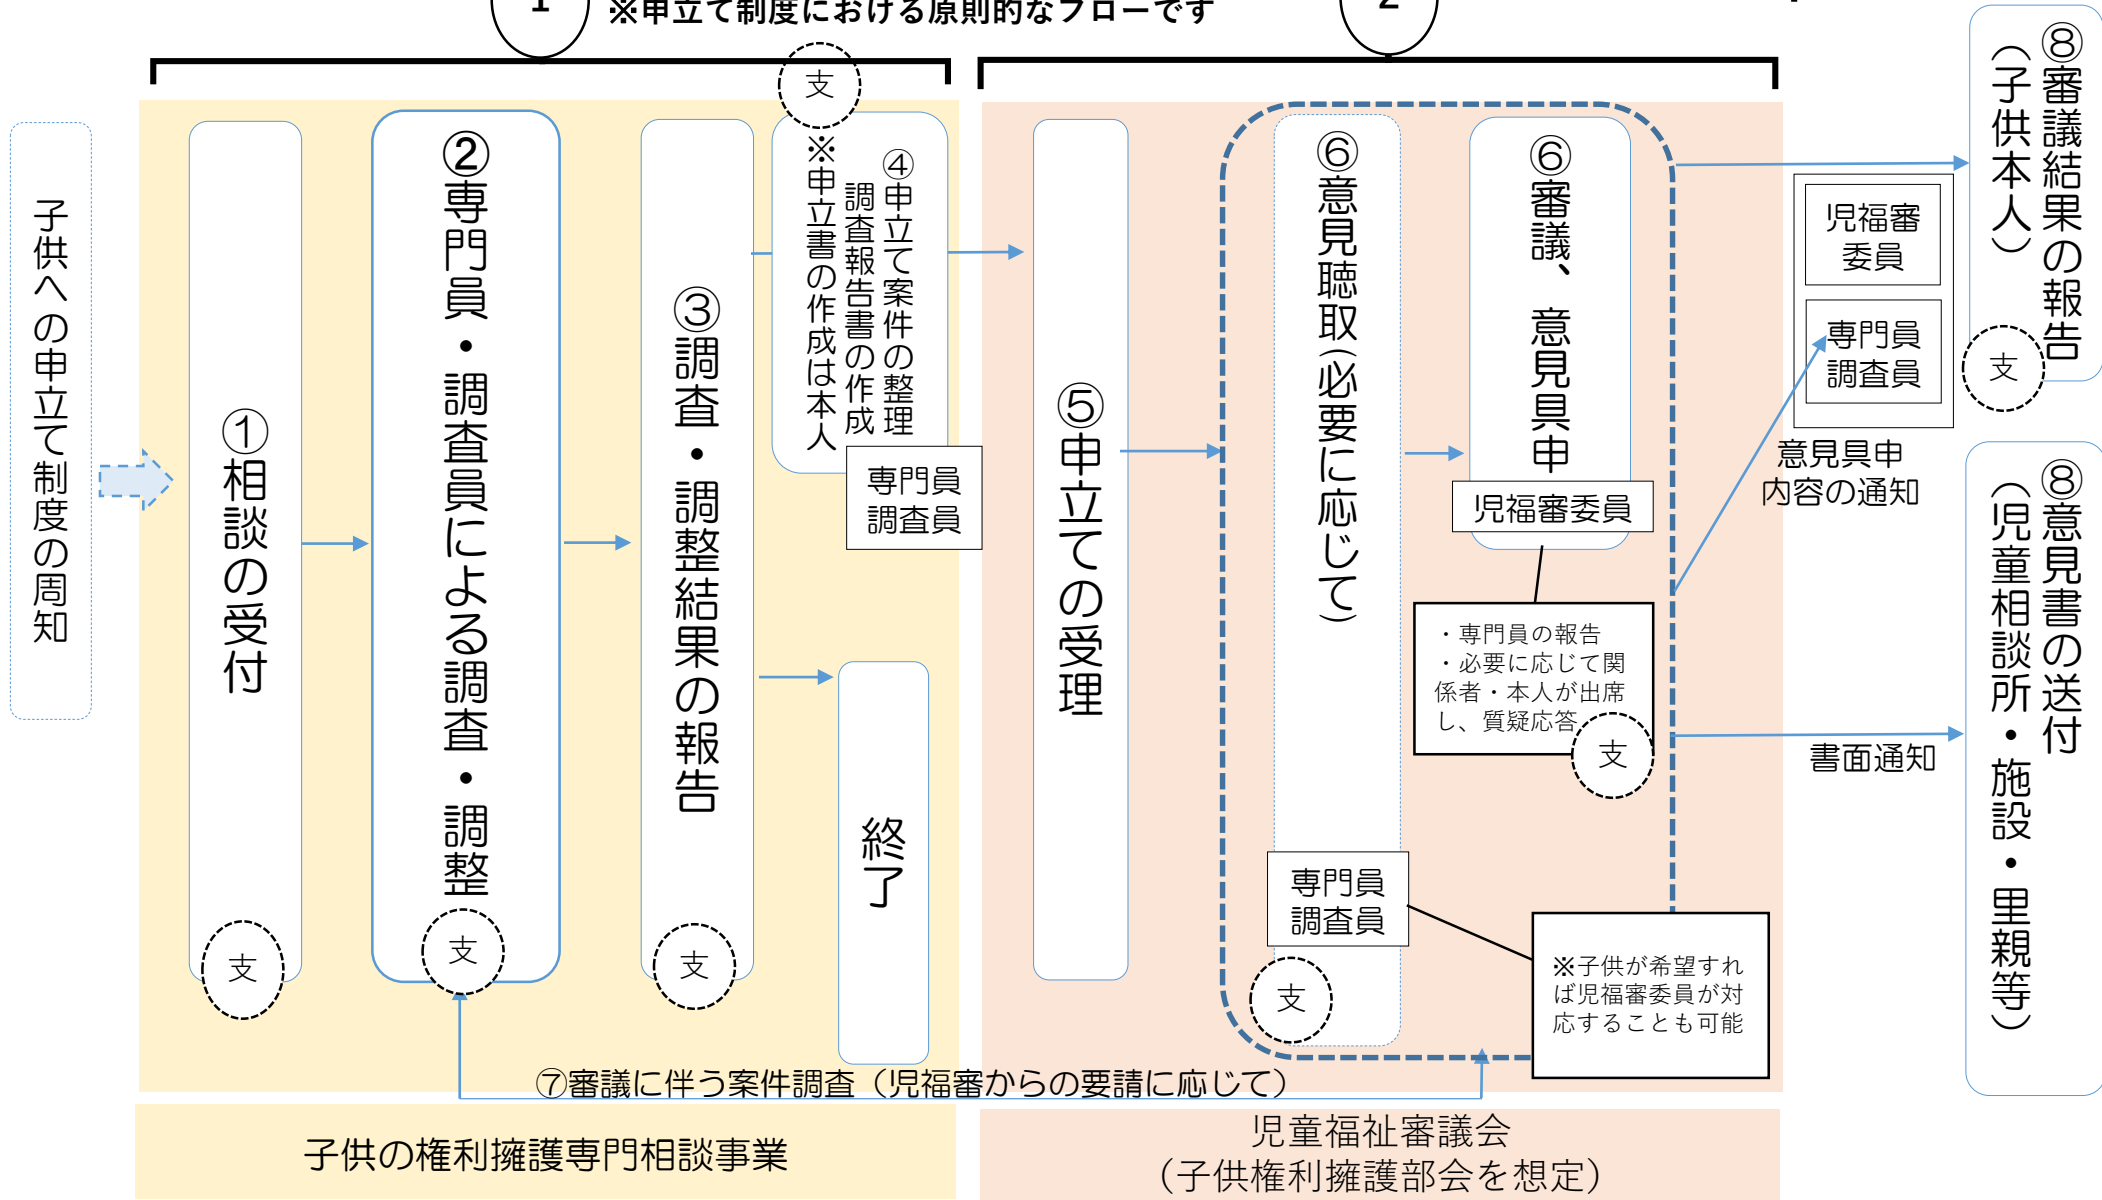 1
※申立て制度における原則的なフローです
2
子供への申立て制度の周知
①相談の受付
支
②専門員・調査員による調査・調整
支
③調査・調整結果の報告
支
支
④申立て案件の整理
調査報告書の作成
※申立書の作成は本人
専門員
調査員
終了
⑤申立ての受理
⑥意見聴取(必要に応じて)
専門員
調査員
支
※子供が希望すれ
ば児福審委員が対
応することも可能
⑥審議、意見具申
児福審委員
・専門員の報告
・必要に応じて関
係者・本人が出席
し、質疑応答
支
⑦審議に伴う案件調査（児福審からの要請に応じて）
⑧審議結果の報告
（子供本人）
支
児福審
委員
専門員
調査員
意見具申
内容の通知
⑧意見書の送付
（児童相談所・施設・里親等）
書面通知
子供の権利擁護専門相談事業
児童福祉審議会
（子供権利擁護部会を想定）